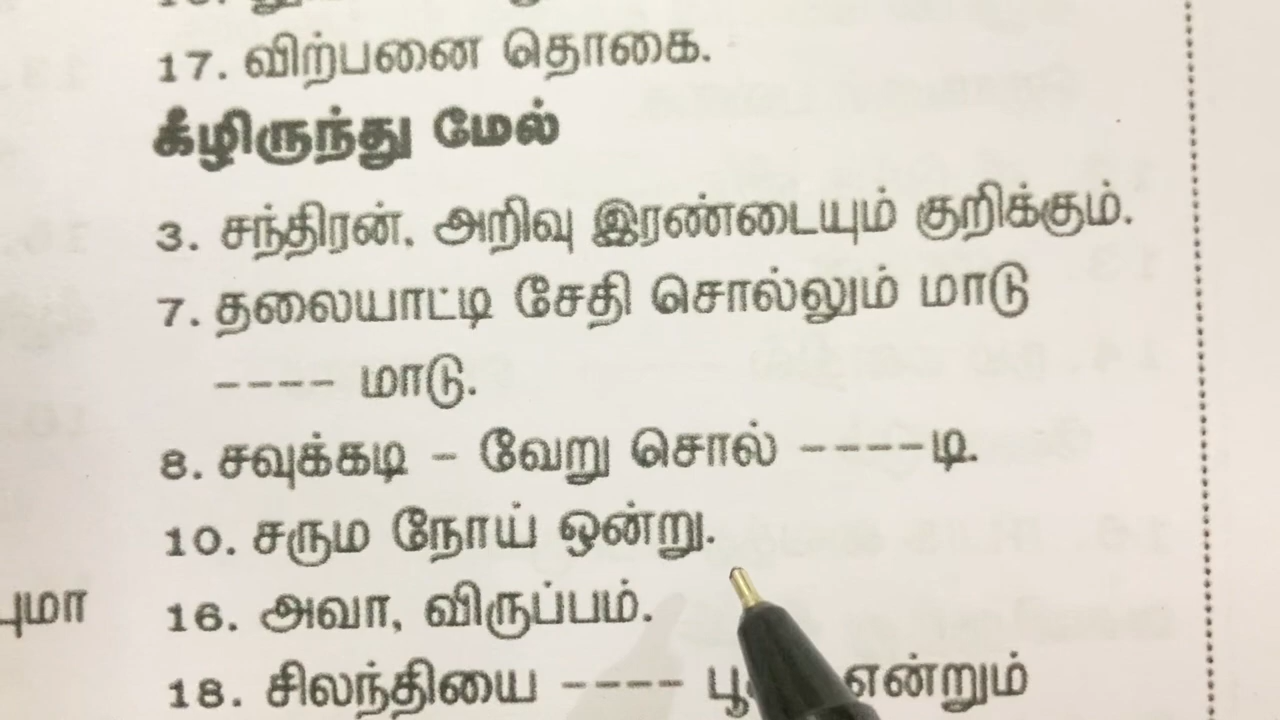 17. விற்பனை தொகை.
கீழிருந்து மேல்
3. சந்திரன், அறிவு இரண்டையும் குறிக்கும்.
7. தலையாட்டி சேதி சொல்லும் மாடு
---- மாடு.
8. சவுக்கடி - வேறு சொல் ----டி.
10. சரும நோய் ஒன்று.
16. அவா, விருப்பம்.
புமா
18. சிலந்தியை ---- என்றும்